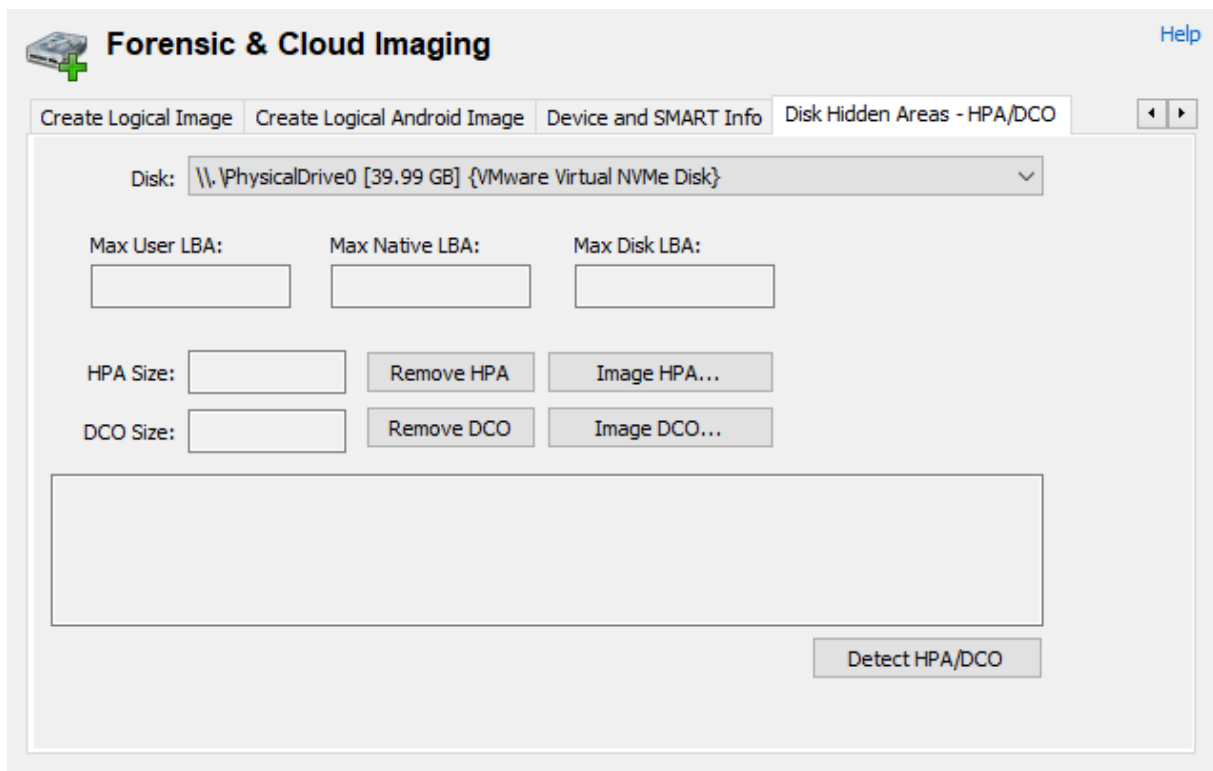 Forensic & Cloud Imaging
Help
Create Logical Image Create Logical Android Image Device and SMART Info Disk Hidden Areas - HPA/DCO
Disk: \\.\PhysicalDrive0 [39.99 GB] {VMware Virtual NVMe Disk}
Max User LBA: Max Native LBA: Max Disk LBA:
HPA Size: Remove HPA Image HPA...
DCO Size: Remove DCO Image DCO...
Detect HPA/DCO